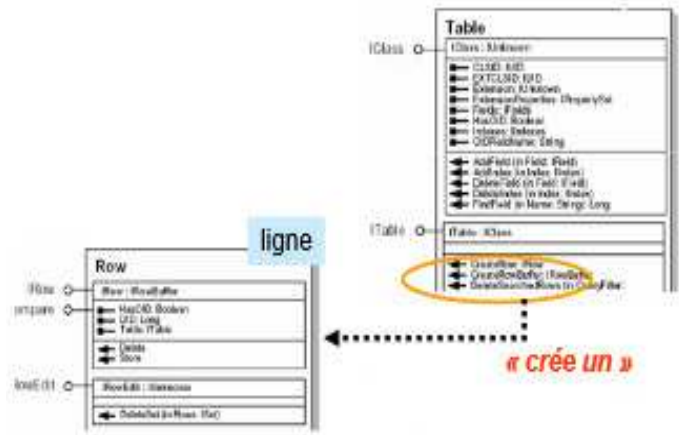 Table
IClass
IClass : IUnknown
CLSID: IUID
EXTCLSID: IUID
Extension: IUnknown
ExtensionProperties: IPropertySet
Fields: IFields
HasOID: Boolean
Indexes: IIndexes
OIDFieldName: String
AddField (in Field: IField)
AddIndex (in Index: IIndex)
DeleteField (in Field: IField)
DeleteIndex (in Index: IIndex)
FindField (in Name: String): Long
ITable
ITable : IClass
CreateRow: IRow
CreateRowBuffer: IRowBuffer
DeleteSearchedRows (in QueryFilter:
ligne
Row
IRow
IRow : IRowBuffer
HasOID: Boolean
OID: Long
Table: ITable
Delete
Store
IRowEdit : IUnknown
DeleteSet (in Rows: ISet)
« crée un »